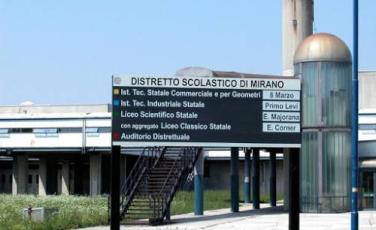 DISTRETTO SCOLASTICO DI MIRANO
Ist. Tec. Statale Commerciale e per Geometri 8 Marzo
Ist. Tec. Industriale Statale Primo Levi
Liceo Scientifico Statale E. Majorana
con aggregato Liceo Classico Statale E. Corner
Auditorio Distrettuale